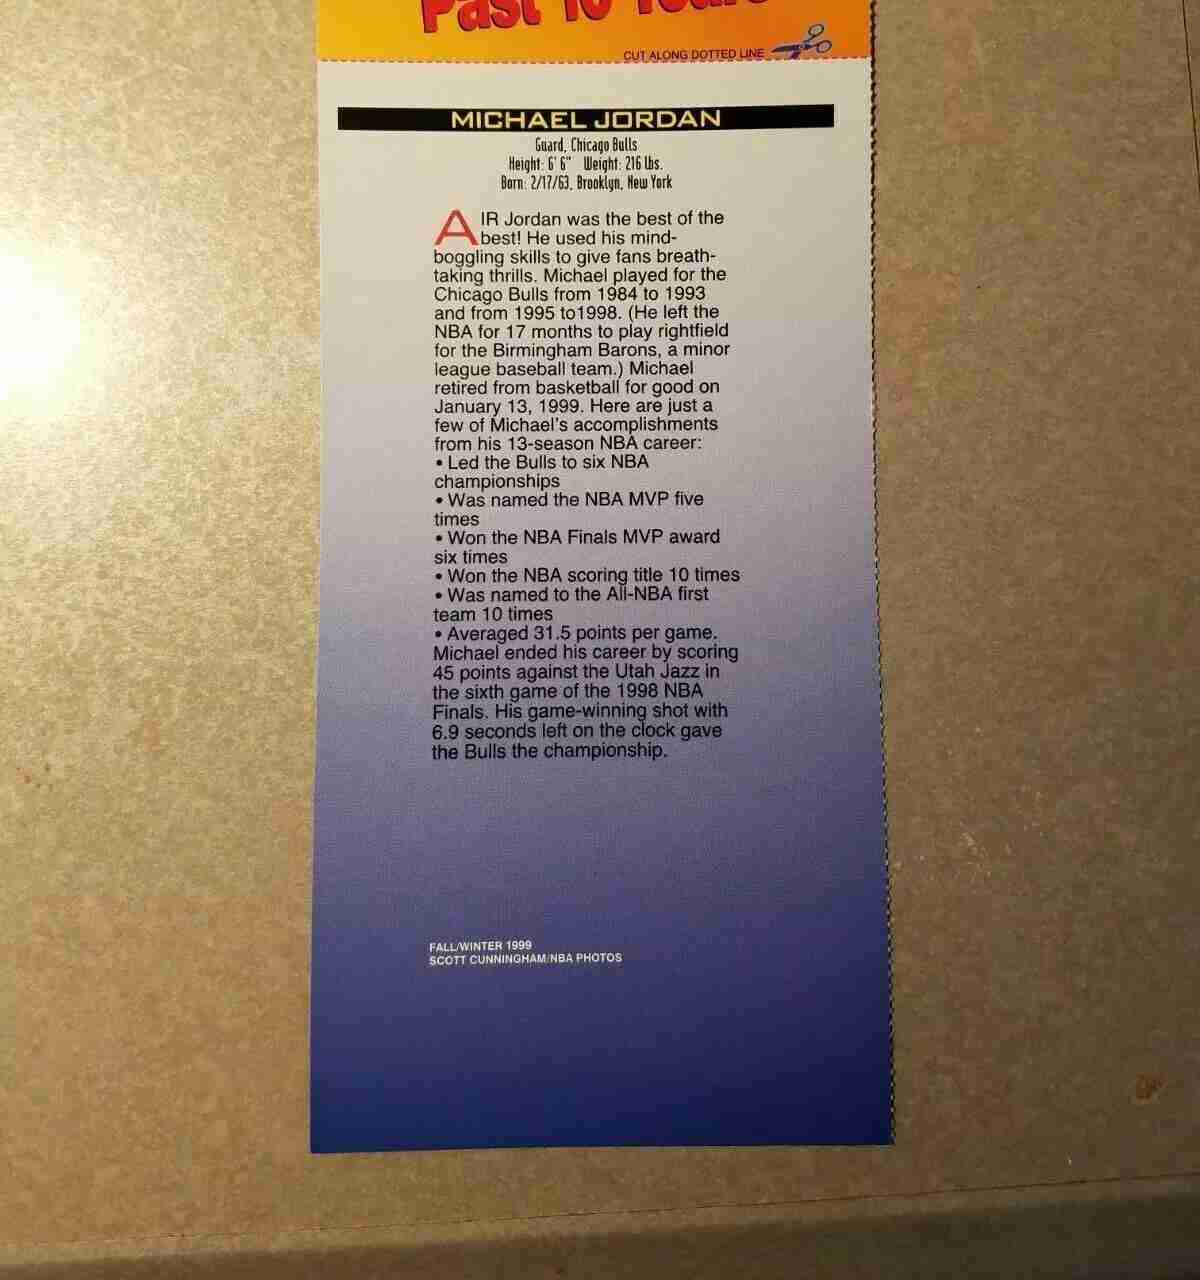 Past 10 Years
CUT ALONG DOTTED LINE
MICHAEL JORDAN
Guard, Chicago Bulls
Height: 6' 6" Weight: 216 lbs.
Born: 2/17/63, Brooklyn, New York
AIR Jordan was the best of the
best! He used his mind-
boggling skills to give fans breath-
taking thrills. Michael played for the
Chicago Bulls from 1984 to 1993
and from 1995 to1998. (He left the
NBA for 17 months to play rightfield
for the Birmingham Barons, a minor
league baseball team.) Michael
retired from basketball for good on
January 13, 1999. Here are just a
few of Michael's accomplishments
from his 13-season NBA career:
• Led the Bulls to six NBA
championships
• Was named the NBA MVP five
times
• Won the NBA Finals MVP award
six times
• Won the NBA scoring title 10 times
• Was named to the All-NBA first
team 10 times
• Averaged 31.5 points per game.
Michael ended his career by scoring
45 points against the Utah Jazz in
the sixth game of the 1998 NBA
Finals. His game-winning shot with
6.9 seconds left on the clock gave
the Bulls the championship.
FALL/WINTER 1999
SCOTT CUNNINGHAM/NBA PHOTOS